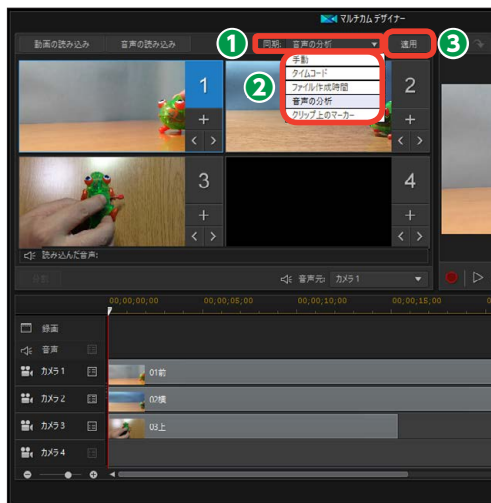 マルチカム デザイナー
動画の読み込み 音声の読み込み 1 同期: 音声の分析 適用 3
2
手動
タイムコード
ファイル作成時間
音声の分析
クリップ上のマーカー
1
2
3
4
読み込んだ音声:
分割
音声元: カメラ1
00;00;00;00 00;00;05;00 00;00;10;00 00;00;15;00
録画
音声
カメラ1 01前
カメラ2 02横
カメラ3 03上
カメラ4